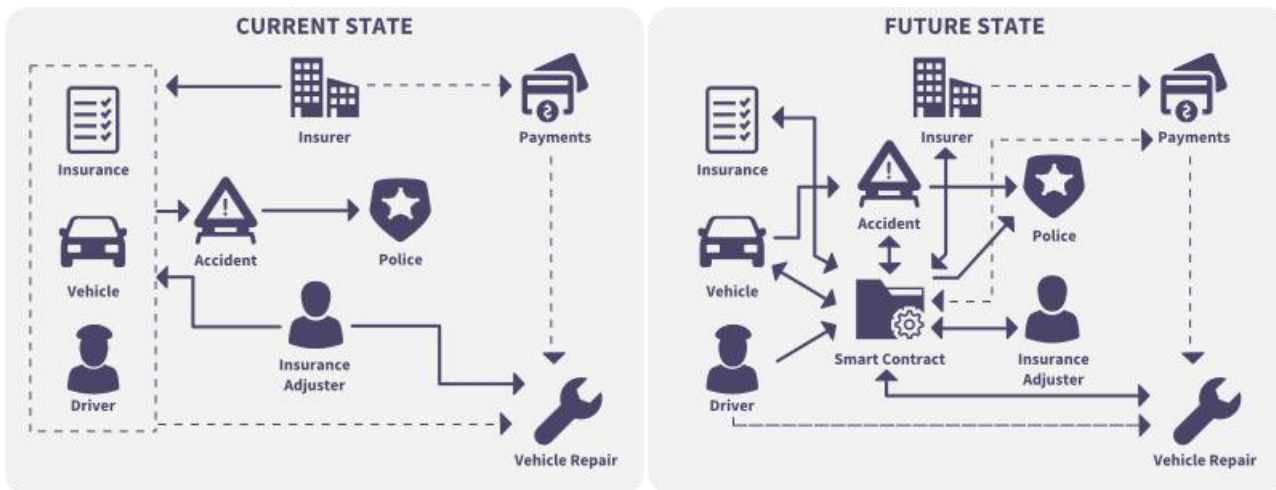 CURRENT STATE
Insurer
Payments
Insurance
Accident
Police
Vehicle
Insurance
Adjuster
Driver
Vehicle Repair
FUTURE STATE
Insurer
Payments
Insurance
Accident
Police
Vehicle
Smart Contract
Insurance
Adjuster
Driver
Vehicle Repair